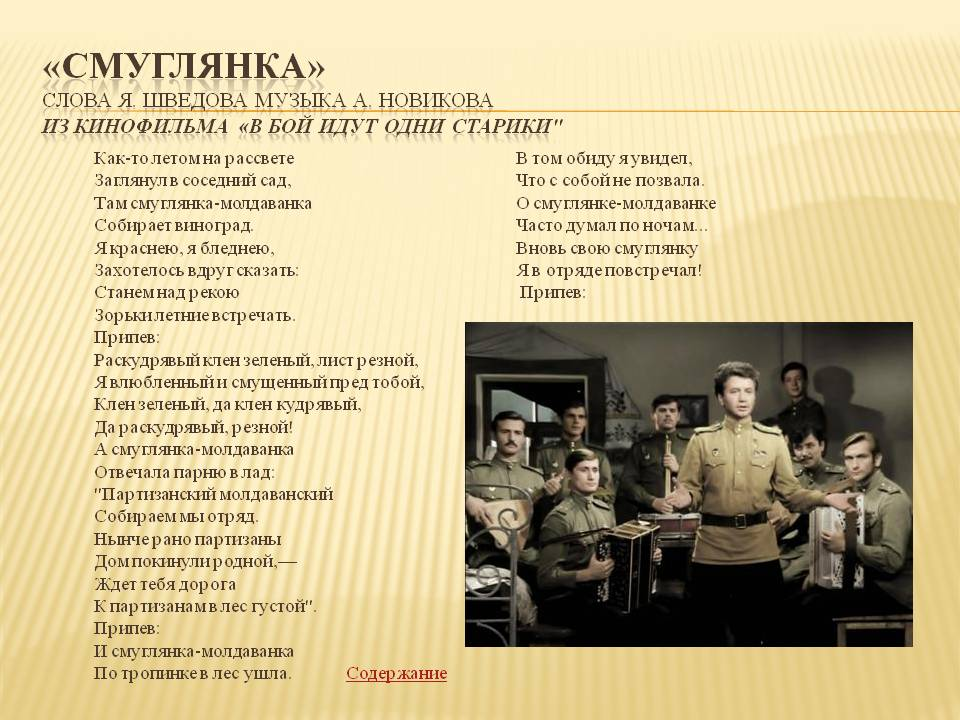 «СМУГЛЯНКА»
СЛОВА Я. ШВЕДОВА МУЗЫКА А. НОВИКОВА
ИЗ КИНОФИЛЬМА «В БОЙ ИДУТ ОДНИ СТАРИКИ"
Как-то летом на рассвете
Заглянул в соседний сад,
Там смуглянка-молдаванка
Собирает виноград.
Я краснею, я бледнею,
Захотелось вдруг сказать:
Станем над рекою
Зорьки летние встречать.
Припев:
Раскудрявый клен зеленый, лист резной,
Я влюбленный и смущенный пред тобой,
Клен зеленый, да клен кудрявый,
Да раскудрявый, резной!
А смуглянка-молдаванка
Отвечала парню в лад:
"Партизанский молдаванский
Собираем мы отряд.
Нынче рано партизаны
Дом покинули родной,—
Ждет тебя дорога
К партизанам в лес густой".
Припев:
И смуглянка-молдаванка
По тропинке в лес ушла.
В том обиду я увидел,
Что с собой не позвала.
О смуглянке-молдаванке
Часто думал по ночам...
Вновь свою смуглянку
Я в отряде повстречал!
Припев:
Содержание